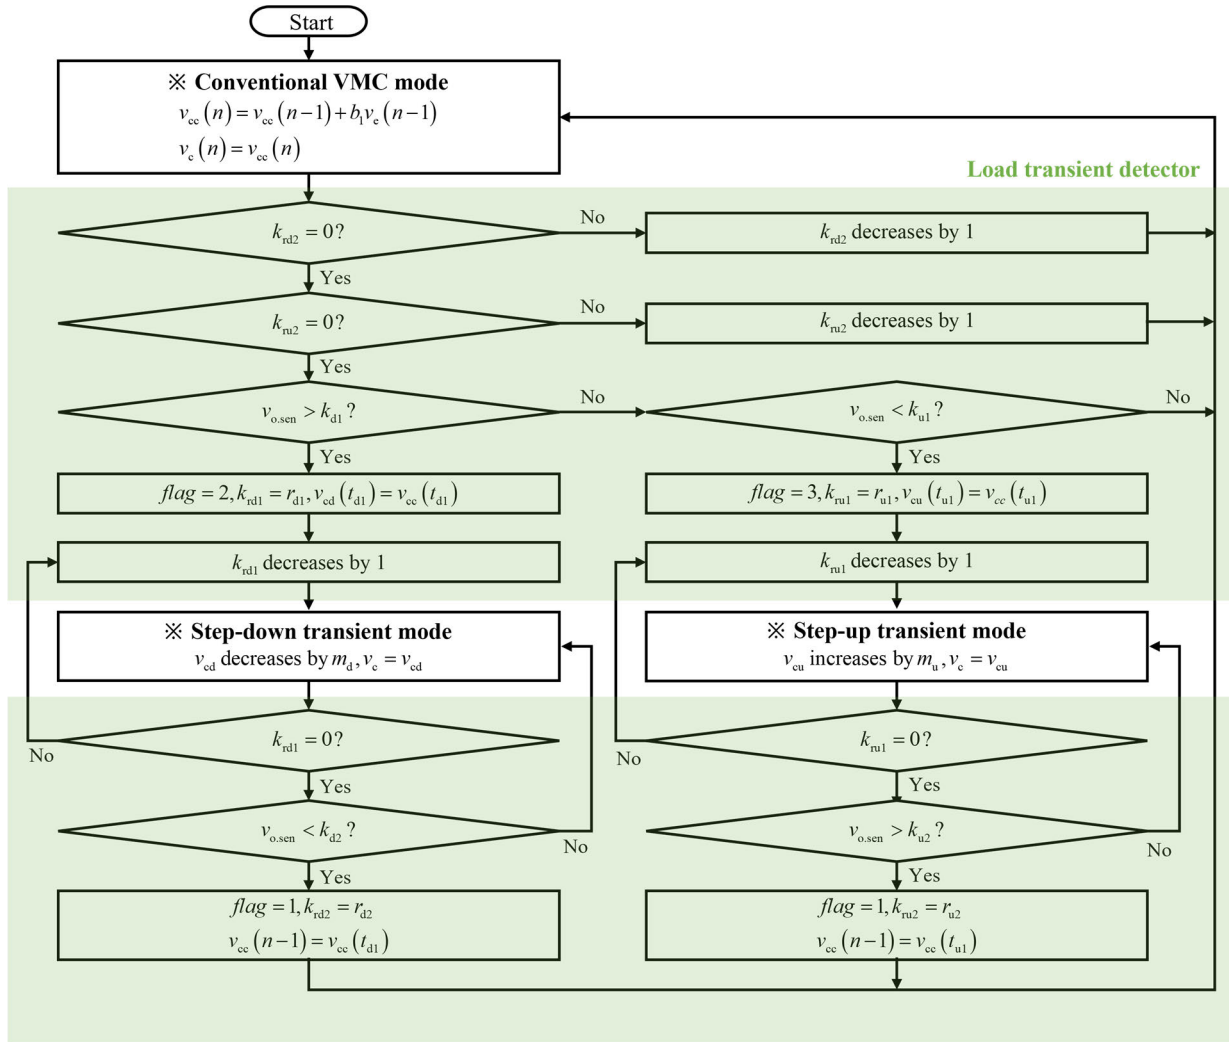 Start
※ Conventional VMC mode
v_cc(n) = v_cc(n−1) + b_1v_e(n−1)
v_c(n) = v_cc(n)
Load transient detector
k_rd2 = 0?
No
k_rd2 decreases by 1
Yes
k_ru2 = 0?
No
k_ru2 decreases by 1
Yes
v_o.sen > k_d1 ?
No
v_o.sen < k_u1 ?
No
Yes
Yes
flag = 2, k_rd1 = r_d1, v_cd(t_d1) = v_cc(t_d1)
flag = 3, k_ru1 = r_u1, v_cu(t_u1) = v_cc(t_u1)
k_rd1 decreases by 1
k_ru1 decreases by 1
※ Step-down transient mode
v_cd decreases by m_d, v_c = v_cd
※ Step-up transient mode
v_cu increases by m_u, v_c = v_cu
k_rd1 = 0?
No
Yes
k_ru1 = 0?
No
Yes
v_o.sen < k_d2 ?
No
Yes
v_o.sen > k_u2 ?
No
Yes
flag = 1, k_rd2 = r_d2
v_cc(n−1) = v_cc(t_d1)
flag = 1, k_ru2 = r_u2
v_cc(n−1) = v_cc(t_u1)